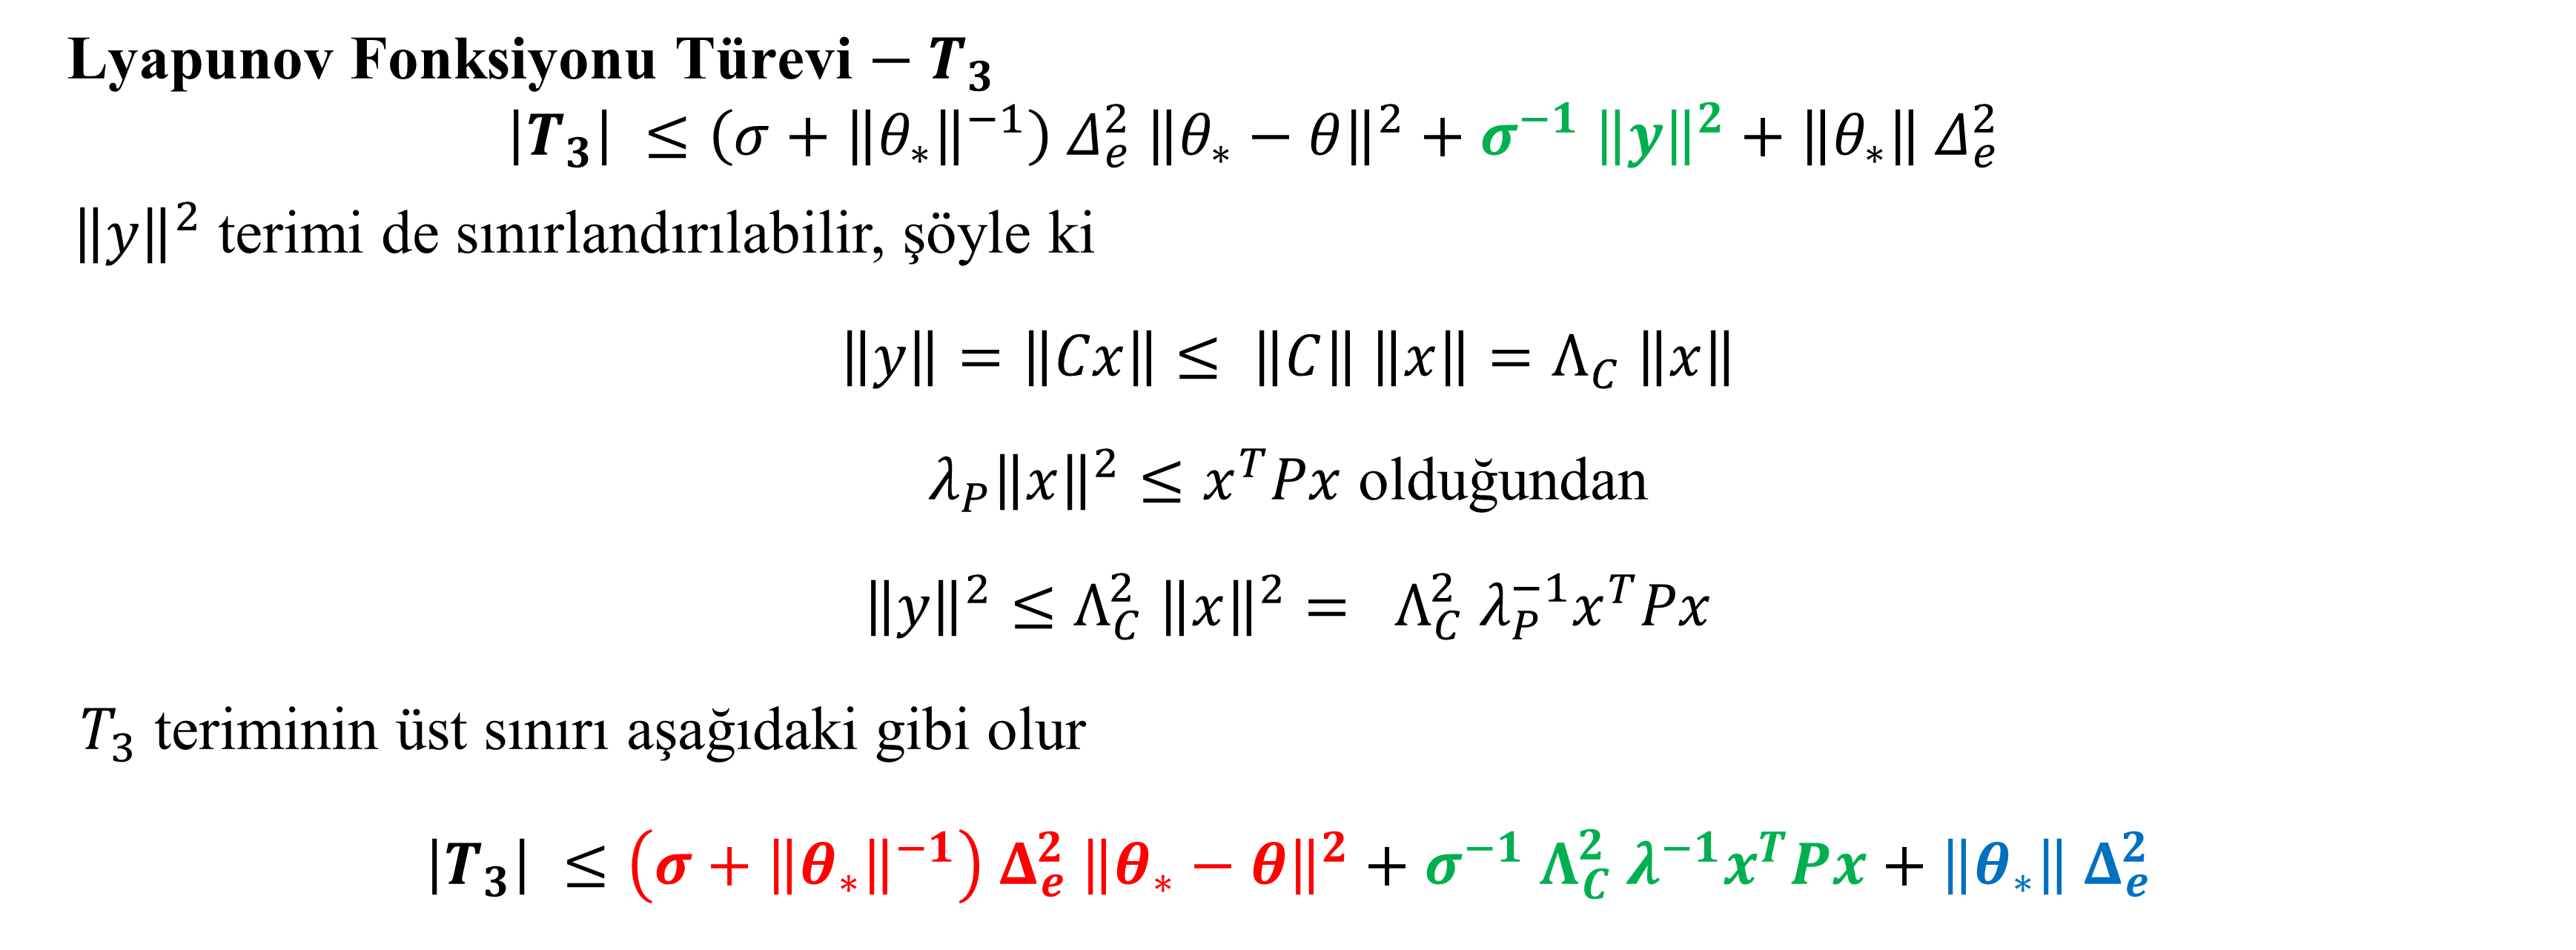 Lyapunov Fonksiyonu Türevi – T₃
|T₃| ≤ (σ + ‖θ∗‖⁻¹) Δₑ² ‖θ∗ − θ‖² + σ⁻¹ ‖y‖² + ‖θ∗‖ Δₑ²
‖y‖² terimi de sınırlandırılabilir, şöyle ki
‖y‖ = ‖Cx‖ ≤ ‖C‖ ‖x‖ = Λ_C ‖x‖
λ_P‖x‖² ≤ xᵀPx olduğundan
‖y‖² ≤ Λ_C² ‖x‖² = Λ_C² λ_P⁻¹xᵀPx
T₃ teriminin üst sınırı aşağıdaki gibi olur
|T₃| ≤ (σ + ‖θ∗‖⁻¹) Δₑ² ‖θ∗ − θ‖² + σ⁻¹ Λ_C² λ⁻¹xᵀPx + ‖θ∗‖ Δₑ²